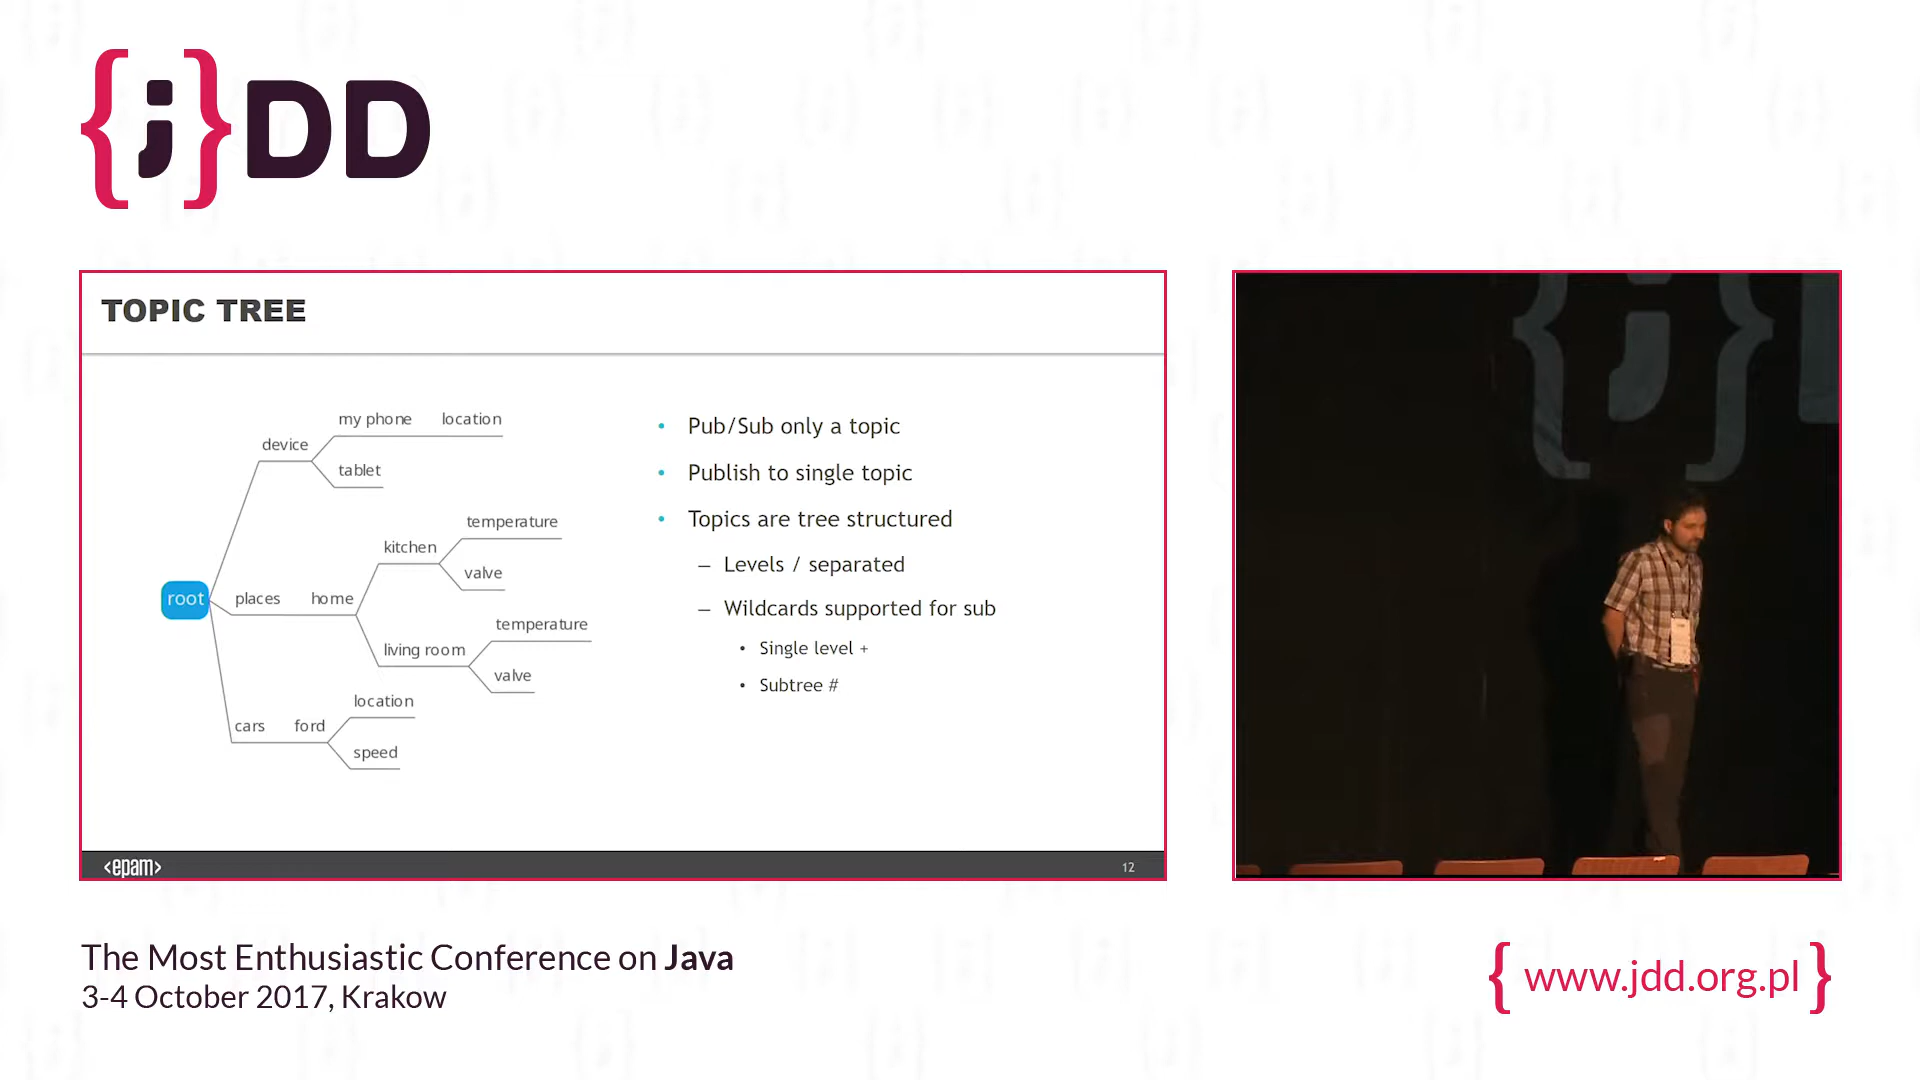 {;}DD
TOPIC TREE
my phone location
device
tablet
temperature
kitchen
valve
root
places home
temperature
living room
valve
location
cars ford
speed
• Pub/Sub only a topic
• Publish to single topic
• Topics are tree structured
– Levels / separated
– Wildcards supported for sub
• Single level +
• Subtree #
<epam>
12
The Most Enthusiastic Conference on Java
3-4 October 2017, Krakow
{ www.jdd.org.pl }